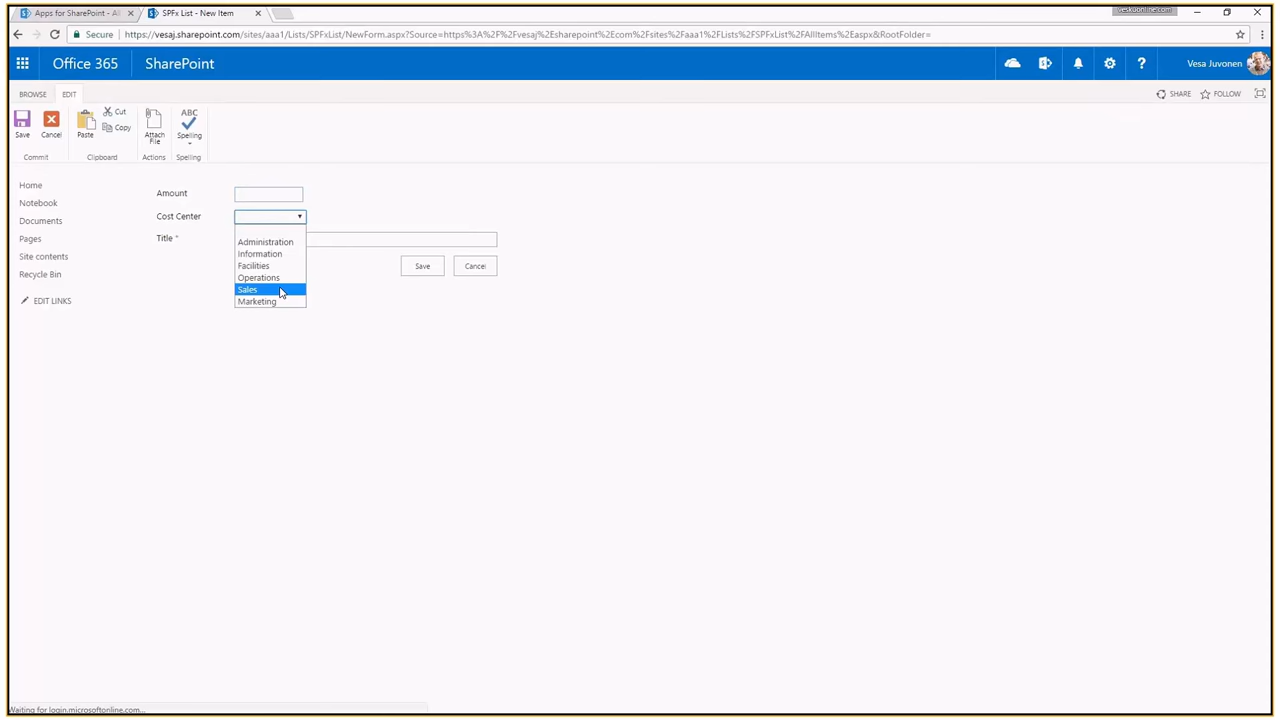 veskuonline.com
Apps for SharePoint - All
SPFx List - New Item
Secure
https://vesaj.sharepoint.com/sites/aaa1/Lists/SPFxList/NewForm.aspx?Source=https%3A%2F%2Fvesaj%2Esharepoint%2Ecom%2Fsites%2Faaa1%2FLists%2FSPFxList%2FAllItems%2Easpx&RootFolder=
Office 365
SharePoint
Vesa Juvonen
BROWSE
EDIT
SHARE
FOLLOW
Save
Cancel
Paste
Cut
Copy
Attach
File
ABC
Spelling
Commit
Clipboard
Actions
Spelling
Home
Notebook
Documents
Pages
Site contents
Recycle Bin
EDIT LINKS
Amount
Cost Center
Title *
Administration
Information
Facilities
Operations
Sales
Marketing
Save
Cancel
Waiting for login.microsoftonline.com...